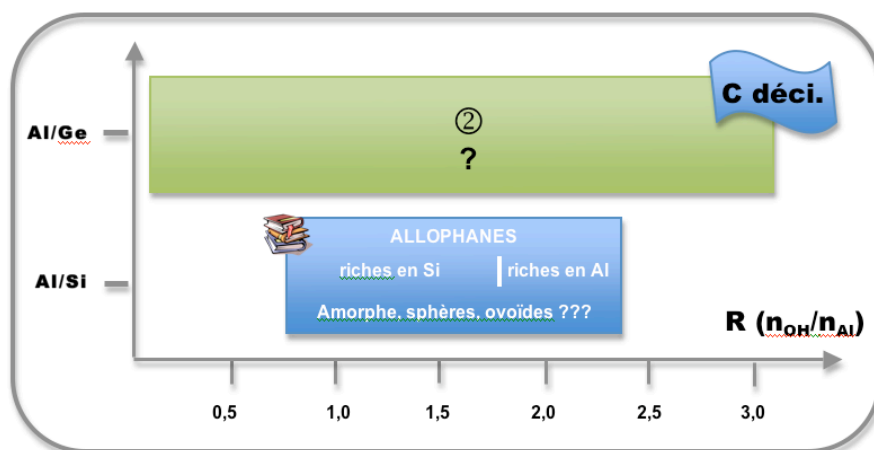 C déci.
Al/Ge
②
?
ALLOPHANES
riches en Si
riches en Al
Al/Si
Amorphe, sphères, ovoïdes ???
R (nOH/nAl)
0,5 1,0 1,5 2,0 2,5 3,0